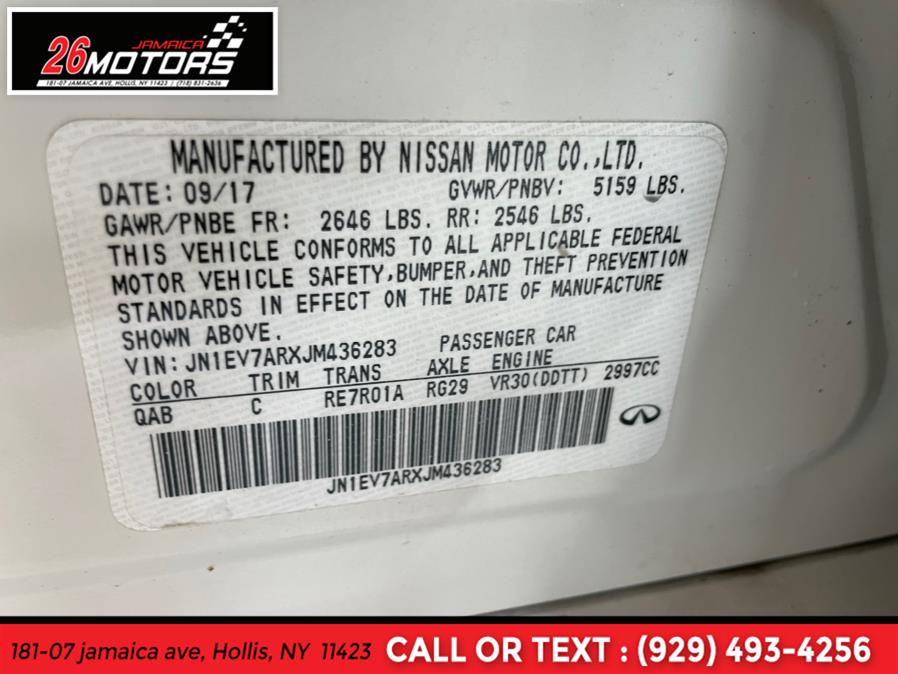 JAMAICA
26 MOTORS
181-07 JAMAICA AVE, HOLLIS, NY 11423 | (718) 831-2636
MANUFACTURED BY NISSAN MOTOR CO.,LTD.
DATE: 09/17 GVWR/PNBV: 5159 LBS.
GAWR/PNBE FR: 2646 LBS. RR: 2546 LBS.
THIS VEHICLE CONFORMS TO ALL APPLICABLE FEDERAL
MOTOR VEHICLE SAFETY,BUMPER,AND THEFT PREVENTION
STANDARDS IN EFFECT ON THE DATE OF MANUFACTURE
SHOWN ABOVE.
VIN: JN1EV7ARXJM436283 PASSENGER CAR
COLOR TRIM TRANS AXLE ENGINE
QAB C RE7R01A RG29 VR30(DDTT) 2997CC
JN1EV7ARXJM436283
181-07 jamaica ave, Hollis, NY 11423 CALL OR TEXT : (929) 493-4256